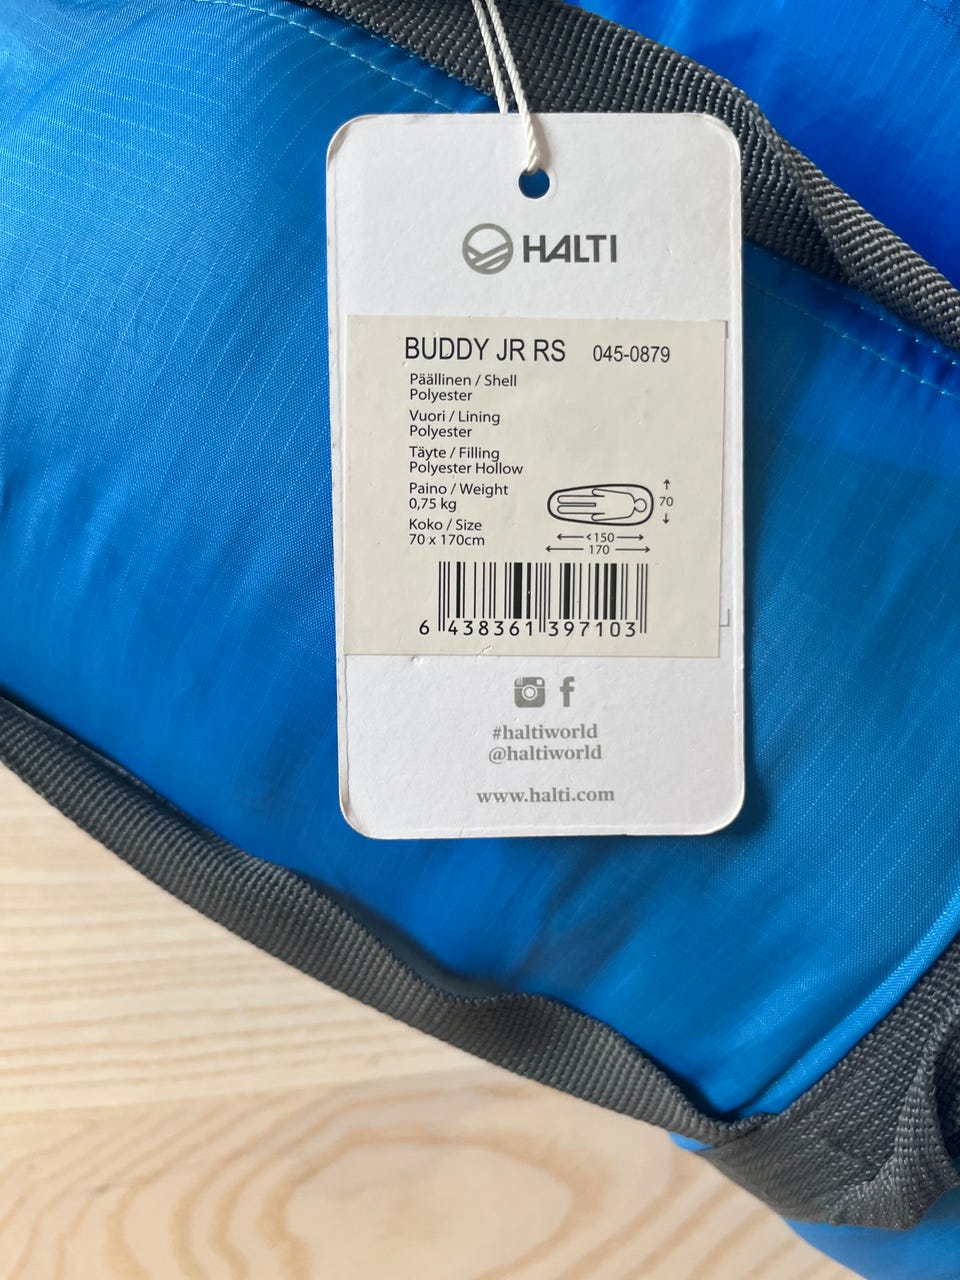 HALTI
BUDDY JR RS 045-0879
Päällinen / Shell
Polyester
Vuori / Lining
Polyester
Täyte / Filling
Polyester Hollow
Paino / Weight
0,75 kg
Koko / Size
70 x 170cm
70
<150
170
6 438361 397103
#haltiworld
@haltiworld
www.halti.com